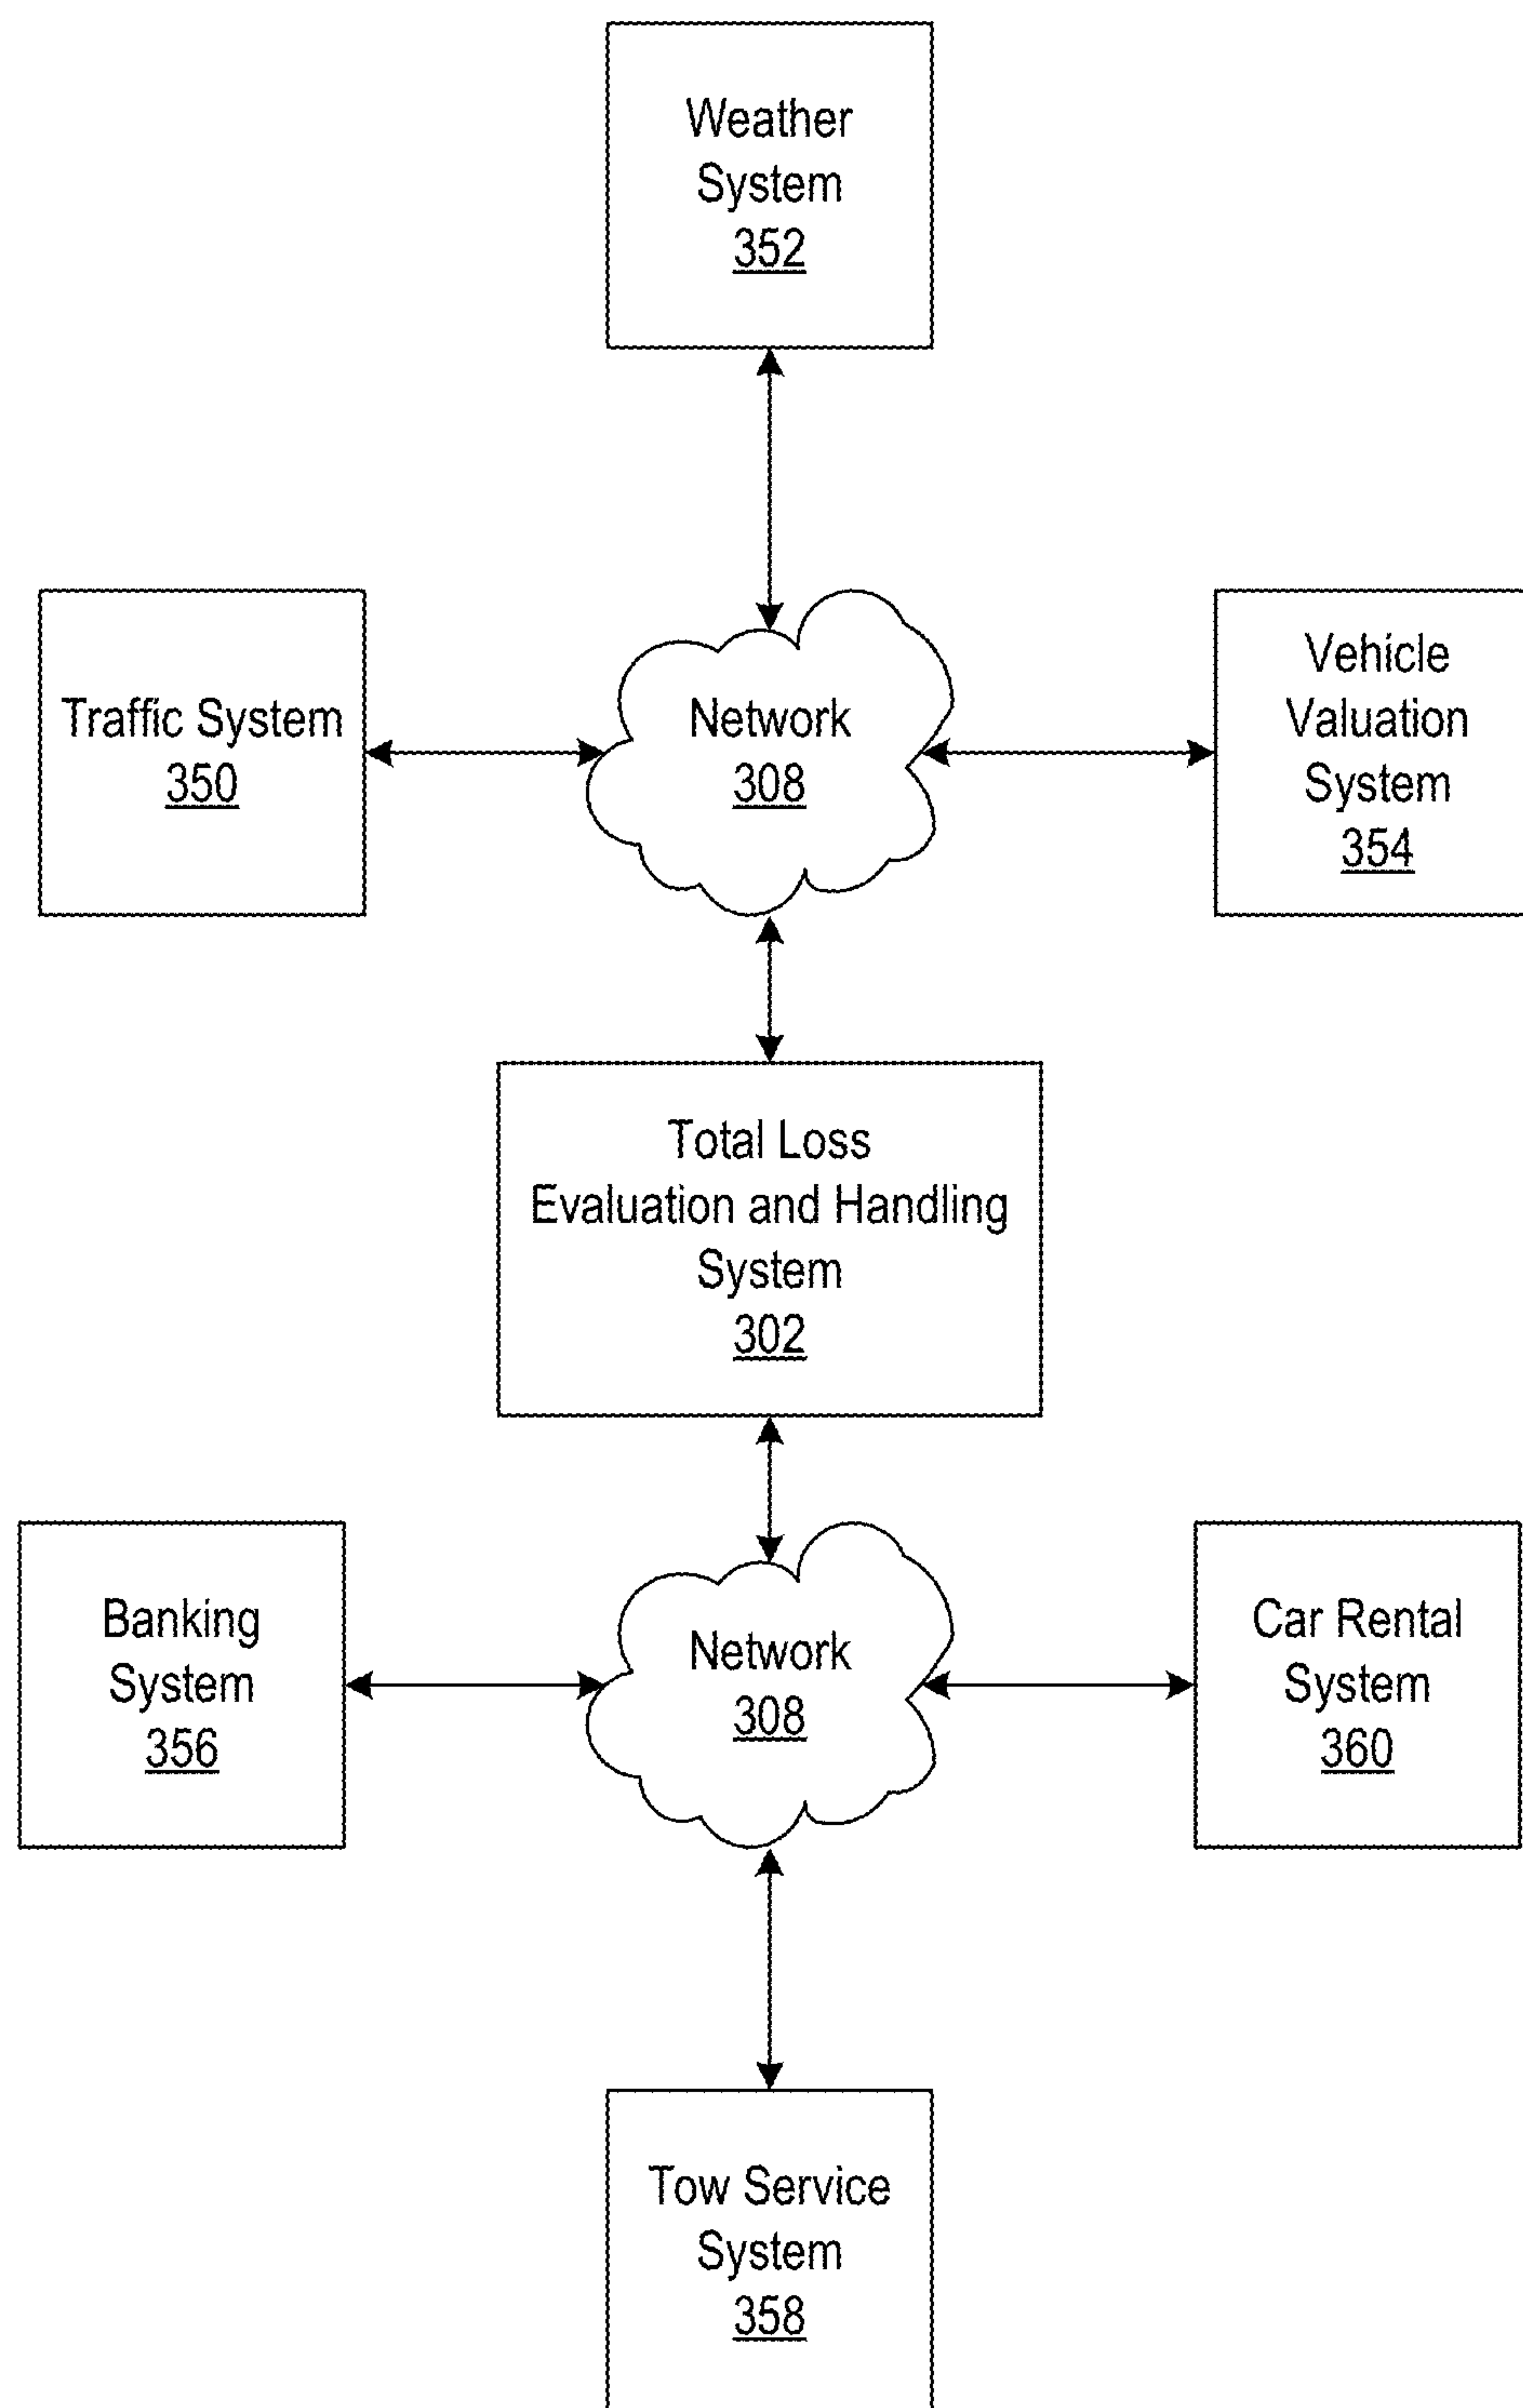 Weather
System
352
Traffic System
350
Network
308
Vehicle
Valuation
System
354
Total Loss
Evaluation and Handling
System
302
Banking
System
356
Network
308
Car Rental
System
360
Tow Service
System
358